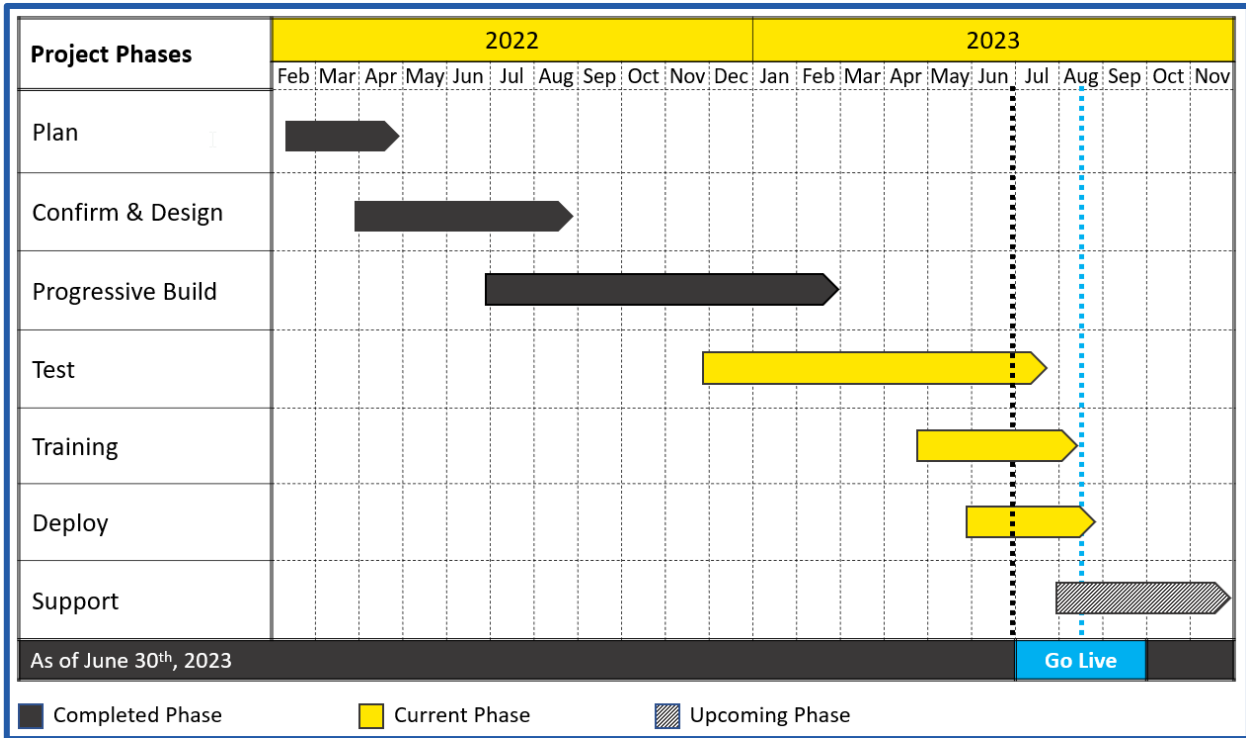 Project Phases
2022
2023
Feb Mar Apr May Jun Jul Aug Sep Oct Nov Dec Jan Feb Mar Apr May Jun Jul Aug Sep Oct Nov
Plan
Confirm & Design
Progressive Build
Test
Training
Deploy
Support
As of June 30th, 2023
Go Live
Completed Phase
Current Phase
Upcoming Phase